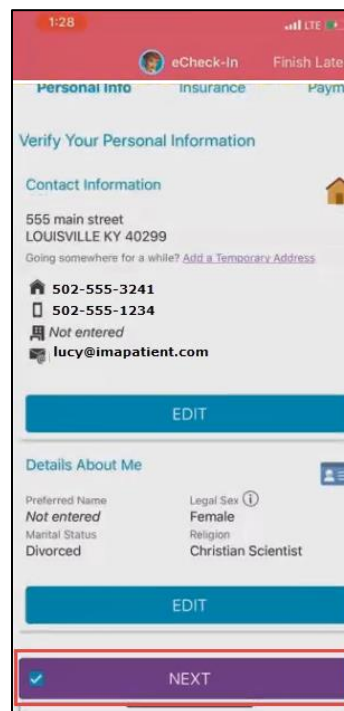 1:28 LTE
eCheck-In Finish Late
Personal Info Insurance Paym
Verify Your Personal Information
Contact Information
555 main street
LOUISVILLE KY 40299
Going somewhere for a while? Add a Temporary Address
502-555-3241
502-555-1234
Not entered
lucy@imapatient.com
EDIT
Details About Me
Preferred Name Legal Sex
Not entered Female
Marital Status Religion
Divorced Christian Scientist
EDIT
NEXT